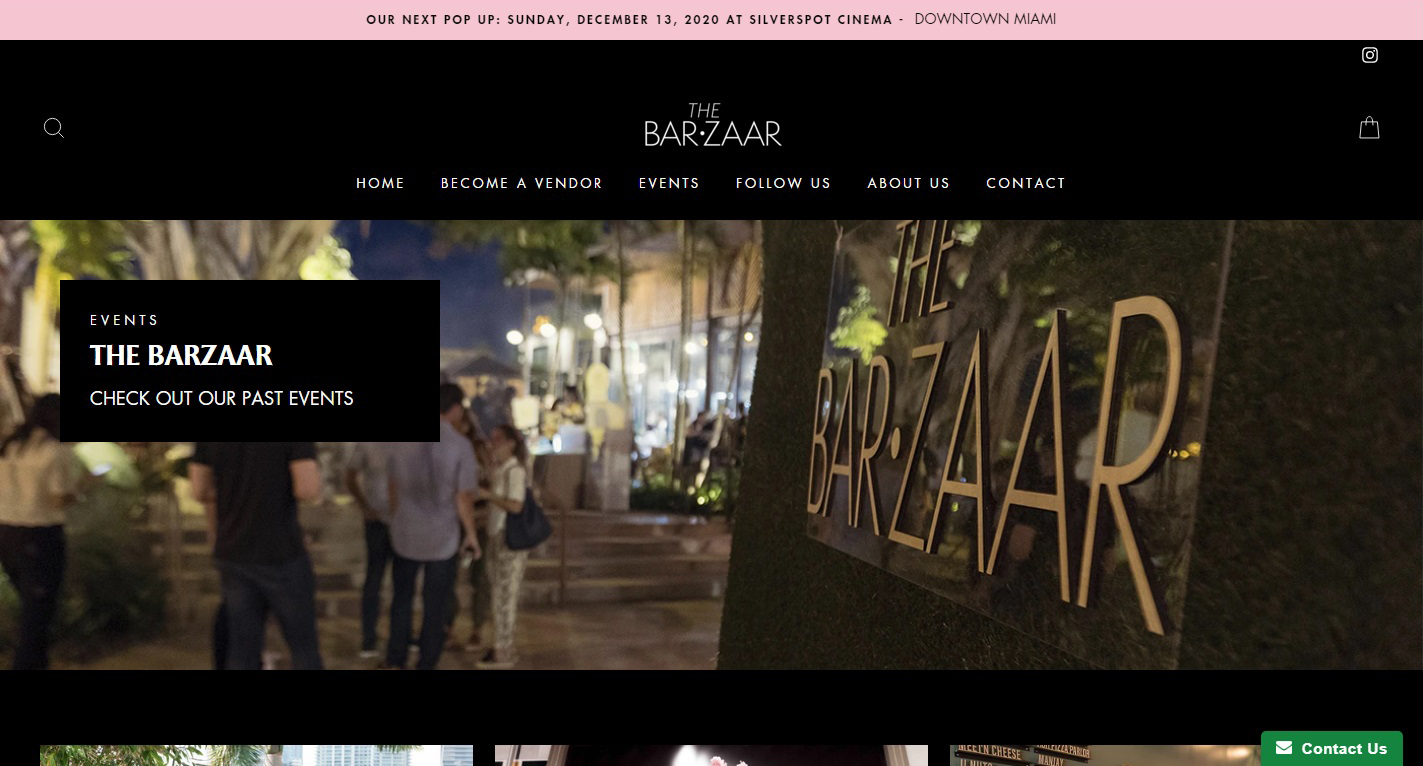 OUR NEXT POP UP: SUNDAY, DECEMBER 13, 2020 AT SILVERSPOT CINEMA - DOWNTOWN MIAMI
THE
BAR·ZAAR
HOME BECOME A VENDOR EVENTS FOLLOW US ABOUT US CONTACT
EVENTS
THE BARZAAR
CHECK OUT OUR PAST EVENTS
THE
BAR·ZAAR
Contact Us